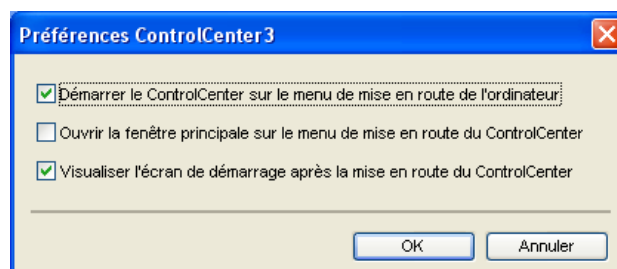 Préférences ControlCenter3
Démarrer le ControlCenter sur le menu de mise en route de l'ordinateur
Ouvrir la fenêtre principale sur le menu de mise en route du ControlCenter
Visualiser l'écran de démarrage après la mise en route du ControlCenter
OK Annuler